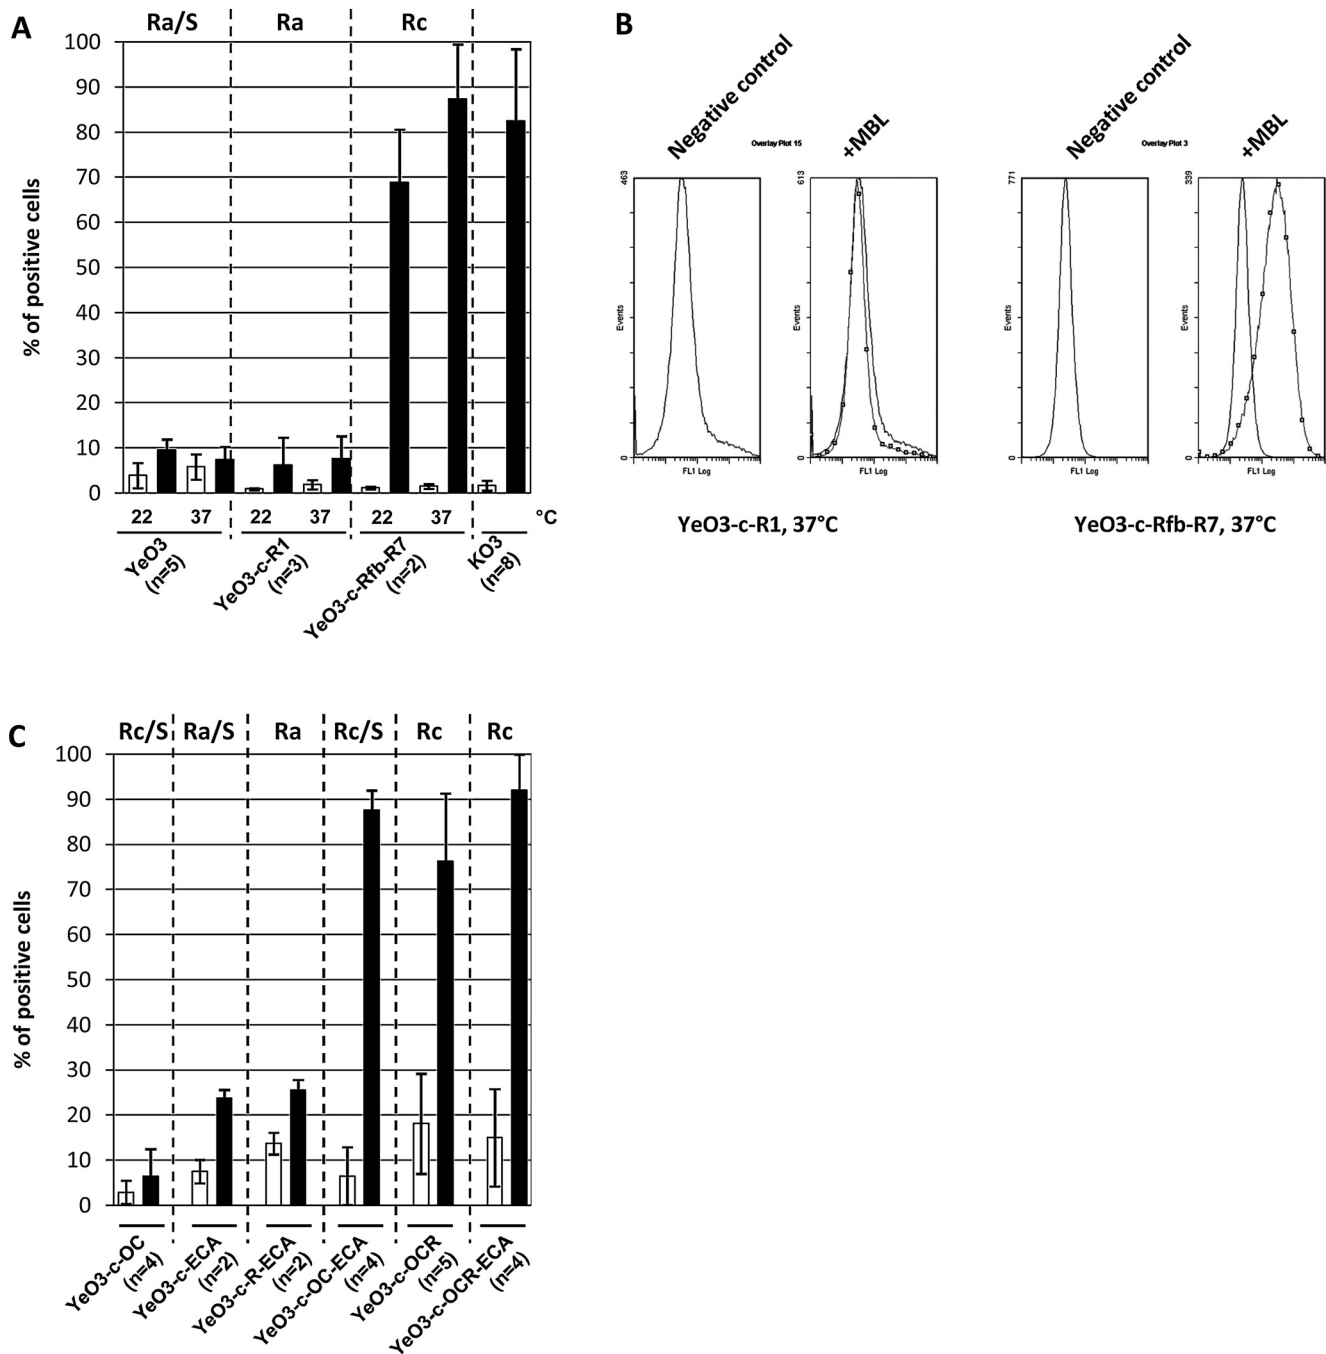 A
Ra/S
Ra
Rc
% of positive cells
100
90
80
70
60
50
40
30
20
10
0
22
37
22
37
22
37
°C
YeO3
(n=5)
YeO3-c-R1
(n=3)
YeO3-c-Rfb-R7
(n=2)
KO3
(n=8)
B
Negative control
+MBL
Overlay Plot 15
463
Events
0
FL1 Log
613
Events
0
FL1 Log
YeO3-c-R1, 37°C
Negative control
+MBL
Overlay Plot 3
771
Events
0
FL1 Log
339
Events
0
FL1 Log
YeO3-c-Rfb-R7, 37°C
C
Rc/S
Ra/S
Ra
Rc/S
Rc
Rc
% of positive cells
100
90
80
70
60
50
40
30
20
10
0
YeO3-c-OC
(n=4)
YeO3-c-ECA
(n=2)
YeO3-c-R-ECA
(n=2)
YeO3-c-OC-ECA
(n=4)
YeO3-c-OCR
(n=5)
YeO3-c-OCR-ECA
(n=4)